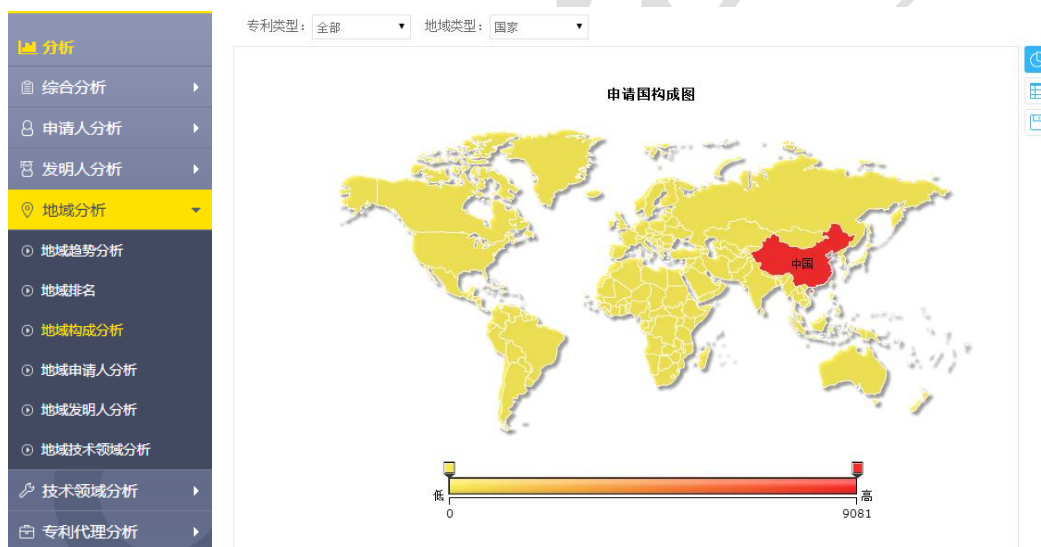 专利类型： 全部 地域类型： 国家
分析
综合分析
申请人分析
发明人分析
地域分析
地域趋势分析
地域排名
地域构成分析
地域申请人分析
地域发明人分析
地域技术领域分析
技术领域分析
专利代理分析
申请国构成图
中国
低 高
0 9081